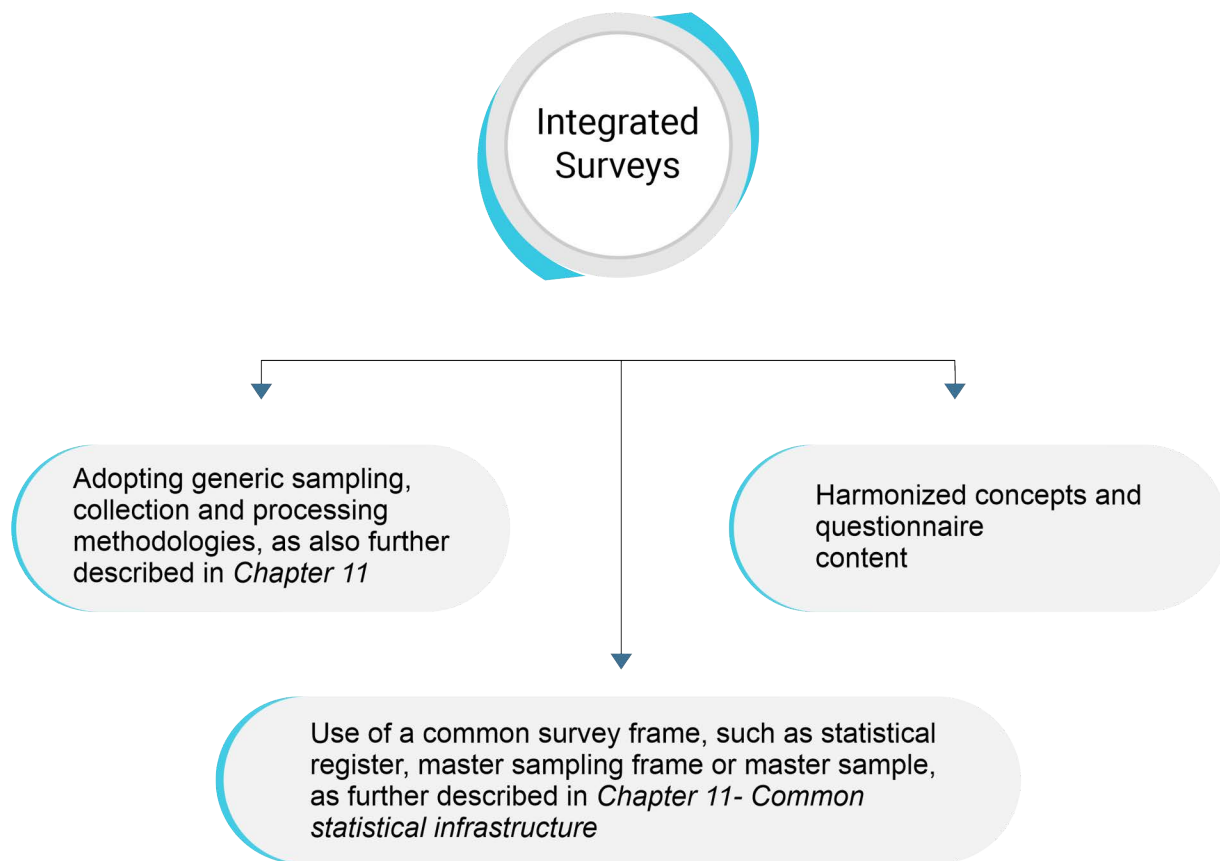 Integrated
Surveys
Adopting generic sampling,
collection and processing
methodologies, as also further
described in Chapter 11
Harmonized concepts and
questionnaire
content
Use of a common survey frame, such as statistical
register, master sampling frame or master sample,
as further described in Chapter 11- Common
statistical infrastructure